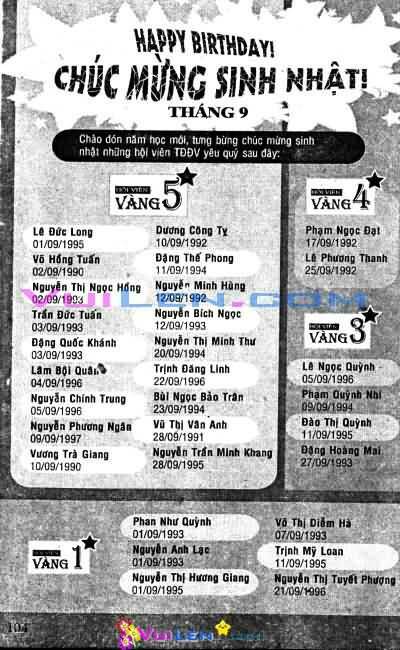 HAPPY BIRTHDAY!
CHÚC MỪNG SINH NHẬT!
THÁNG 9
Chào đón năm học mới, tưng bừng chúc mừng sinh
nhật những hội viên TĐĐV yêu quý sau đây:
HỘI VIÊN
VÀNG 5
Lê Đức Long
01/09/1995
Võ Hồng Tuấn
02/09/1990
Nguyễn Thị Ngọc Hồng
02/09/1993
Trần Đức Tuấn
03/09/1993
Đặng Quốc Khánh
03/09/1993
Lâm Bội Quân
04/09/1996
Nguyễn Chính Trung
05/09/1996
Nguyễn Phương Ngân
09/09/1997
Vương Trà Giang
10/09/1990
Dương Công Tỵ
10/09/1992
Đặng Thế Phong
11/09/1994
Nguyễn Minh Hùng
12/09/1992
Nguyễn Bích Ngọc
12/09/1993
Nguyễn Thị Minh Thư
20/09/1994
Trịnh Đăng Linh
22/09/1996
Bùi Ngọc Bảo Trân
23/09/1994
Vũ Thị Vân Anh
28/09/1991
Nguyễn Trần Minh Khang
28/09/1995
HỘI VIÊN
VÀNG 4
Phạm Ngọc Đạt
17/09/1992
Lê Phương Thanh
25/09/1992
HỘI VIÊN
VÀNG 3
Lê Ngọc Quỳnh
05/09/1996
Phạm Quỳnh Nhi
09/09/1994
Đào Thị Quỳnh
11/09/1995
Đặng Hoàng Mai
27/09/1993
VUILEN.COM
VÀNG 1
Phan Như Quỳnh
01/09/1993
Nguyễn Anh Lạc
01/09/1993
Nguyễn Thị Hương Giang
01/09/1995
Võ Thị Diễm Hà
07/09/1993
Trịnh Mỹ Loan
11/09/1995
Nguyễn Thị Tuyết Phượng
21/09/1996
104
VuiLen